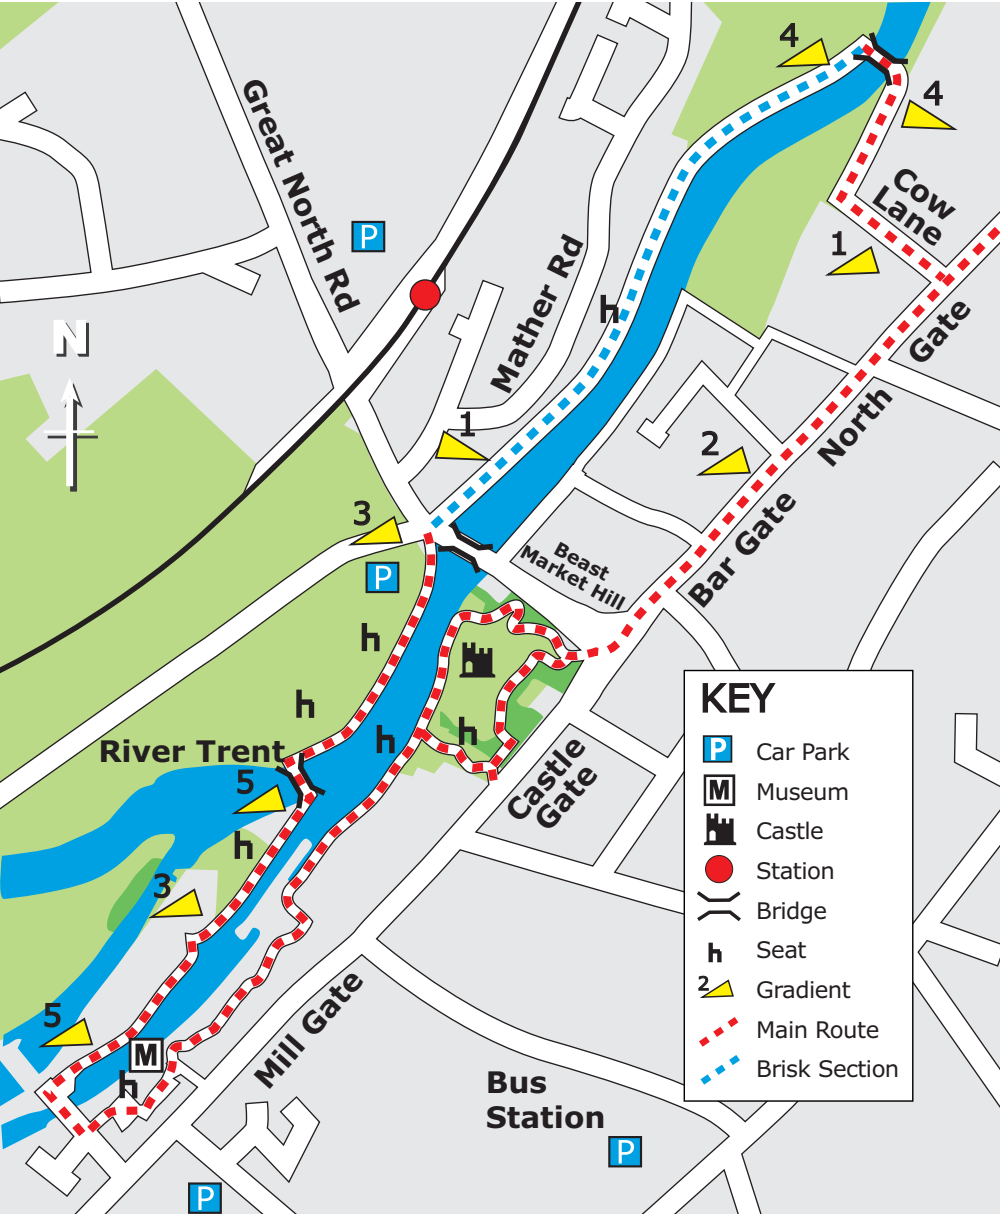 4
4
Great North Rd
P
Cow
Lane
1
Mather Rd
N
North
Gate
1
2
3
Bar Gate
P
Beast
Market Hill
River Trent
5
Castle
Gate
3
5
M
Mill Gate
Bus
Station
P
P
KEY
P Car Park
M Museum
Castle
Station
Bridge
Seat
2 Gradient
Main Route
Brisk Section